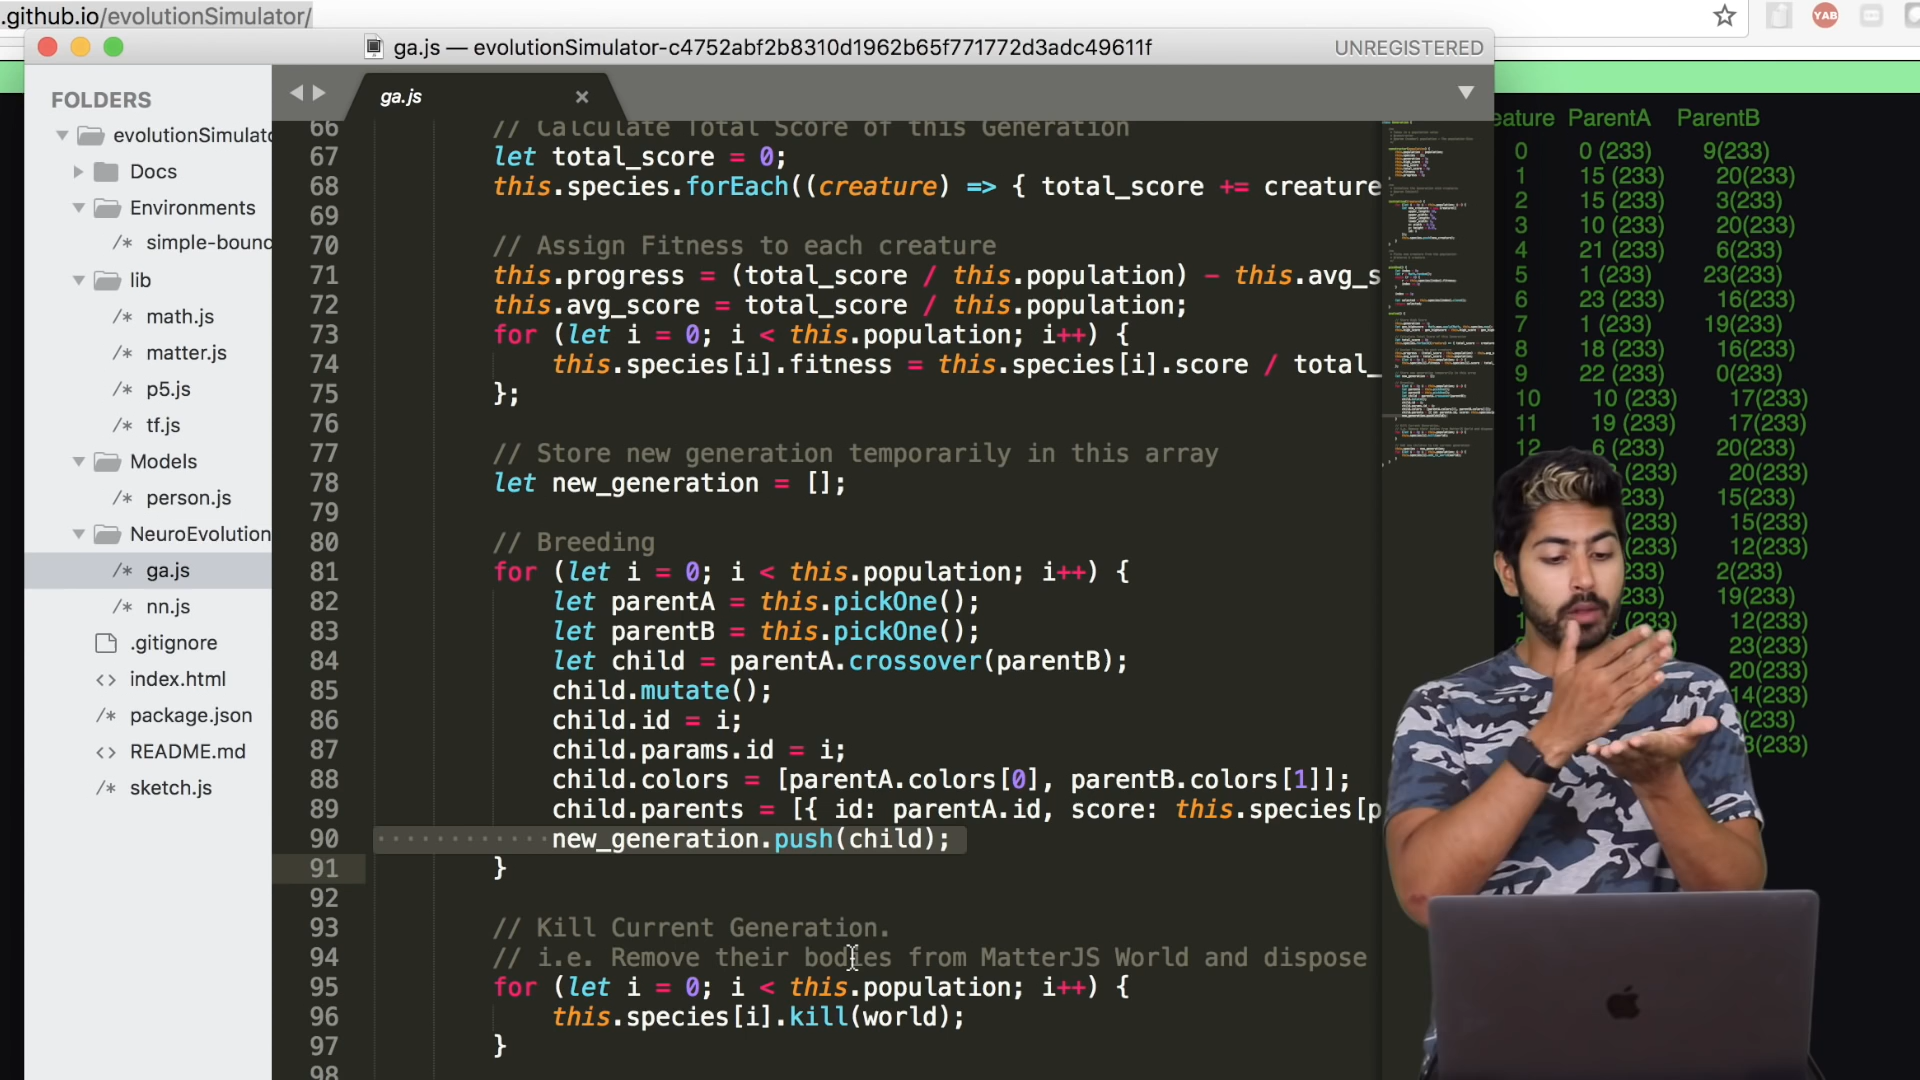 .github.io/evolutionSimulator/
YAB
ga.js — evolutionSimulator-c4752abf2b8310d1962b65f771772d3adc49611f
UNREGISTERED
FOLDERS
evolutionSimulato
Docs
Environments
/* simple-bound
lib
/* math.js
/* matter.js
/* p5.js
/* tf.js
Models
/* person.js
NeuroEvolution
/* ga.js
/* nn.js
.gitignore
<> index.html
/* package.json
<> README.md
/* sketch.js
ga.js
66 // Calculate Total Score of this Generation
67 let total_score = 0;
68 this.species.forEach((creature) => { total_score += creature
69
70 // Assign Fitness to each creature
71 this.progress = (total_score / this.population) - this.avg_s
72 this.avg_score = total_score / this.population;
73 for (let i = 0; i < this.population; i++) {
74 this.species[i].fitness = this.species[i].score / total_
75 };
76
77 // Store new generation temporarily in this array
78 let new_generation = [];
79
80 // Breeding
81 for (let i = 0; i < this.population; i++) {
82 let parentA = this.pickOne();
83 let parentB = this.pickOne();
84 let child = parentA.crossover(parentB);
85 child.mutate();
86 child.id = i;
87 child.params.id = i;
88 child.colors = [parentA.colors[0], parentB.colors[1]];
89 child.parents = [{ id: parentA.id, score: this.species[p
90 new_generation.push(child);
91 }
92
93 // Kill Current Generation.
94 // i.e. Remove their bodies from MatterJS World and dispose
95 for (let i = 0; i < this.population; i++) {
96 this.species[i].kill(world);
97 }
98
eature ParentA ParentB
0 0 (233) 9(233)
1 15 (233) 20(233)
2 15 (233) 3(233)
3 10 (233) 20(233)
4 21 (233) 6(233)
5 1 (233) 23(233)
6 23 (233) 16(233)
7 1 (233) 19(233)
8 18 (233) 16(233)
9 22 (233) 0(233)
10 10 (233) 17(233)
11 19 (233) 17(233)
12 6 (233) 20(233)
(233) 20(233)
(233) 15(233)
(233) 15(233)
(233) 12(233)
233) 2(233)
233) 19(233)
12(233)
23(233)
20(233)
14(233)
(233)
3(233)